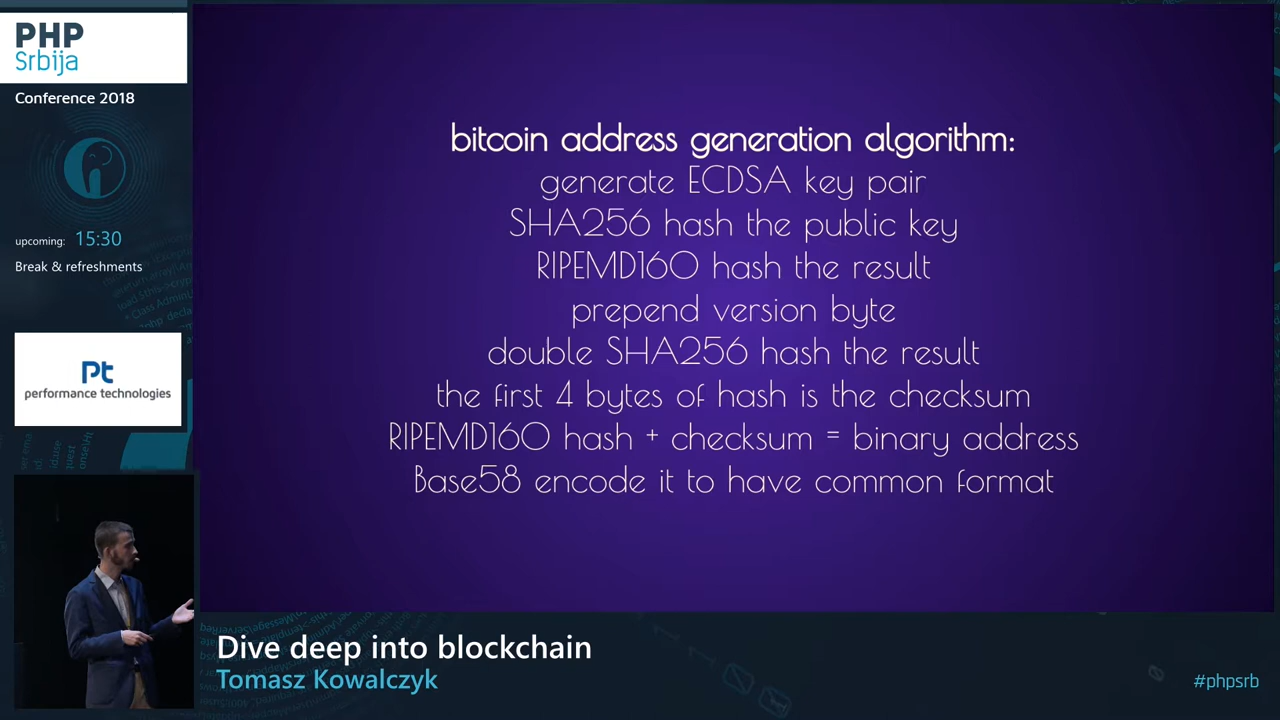 PHP
Srbija
Conference 2018
upcoming: 15:30
Break & refreshments
Pt
performance technologies
bitcoin address generation algorithm:
generate ECDSA key pair
SHA256 hash the public key
RIPEMD160 hash the result
prepend version byte
double SHA256 hash the result
the first 4 bytes of hash is the checksum
RIPEMD160 hash + checksum = binary address
Base58 encode it to have common format
Dive deep into blockchain
Tomasz Kowalczyk
#phpsrb